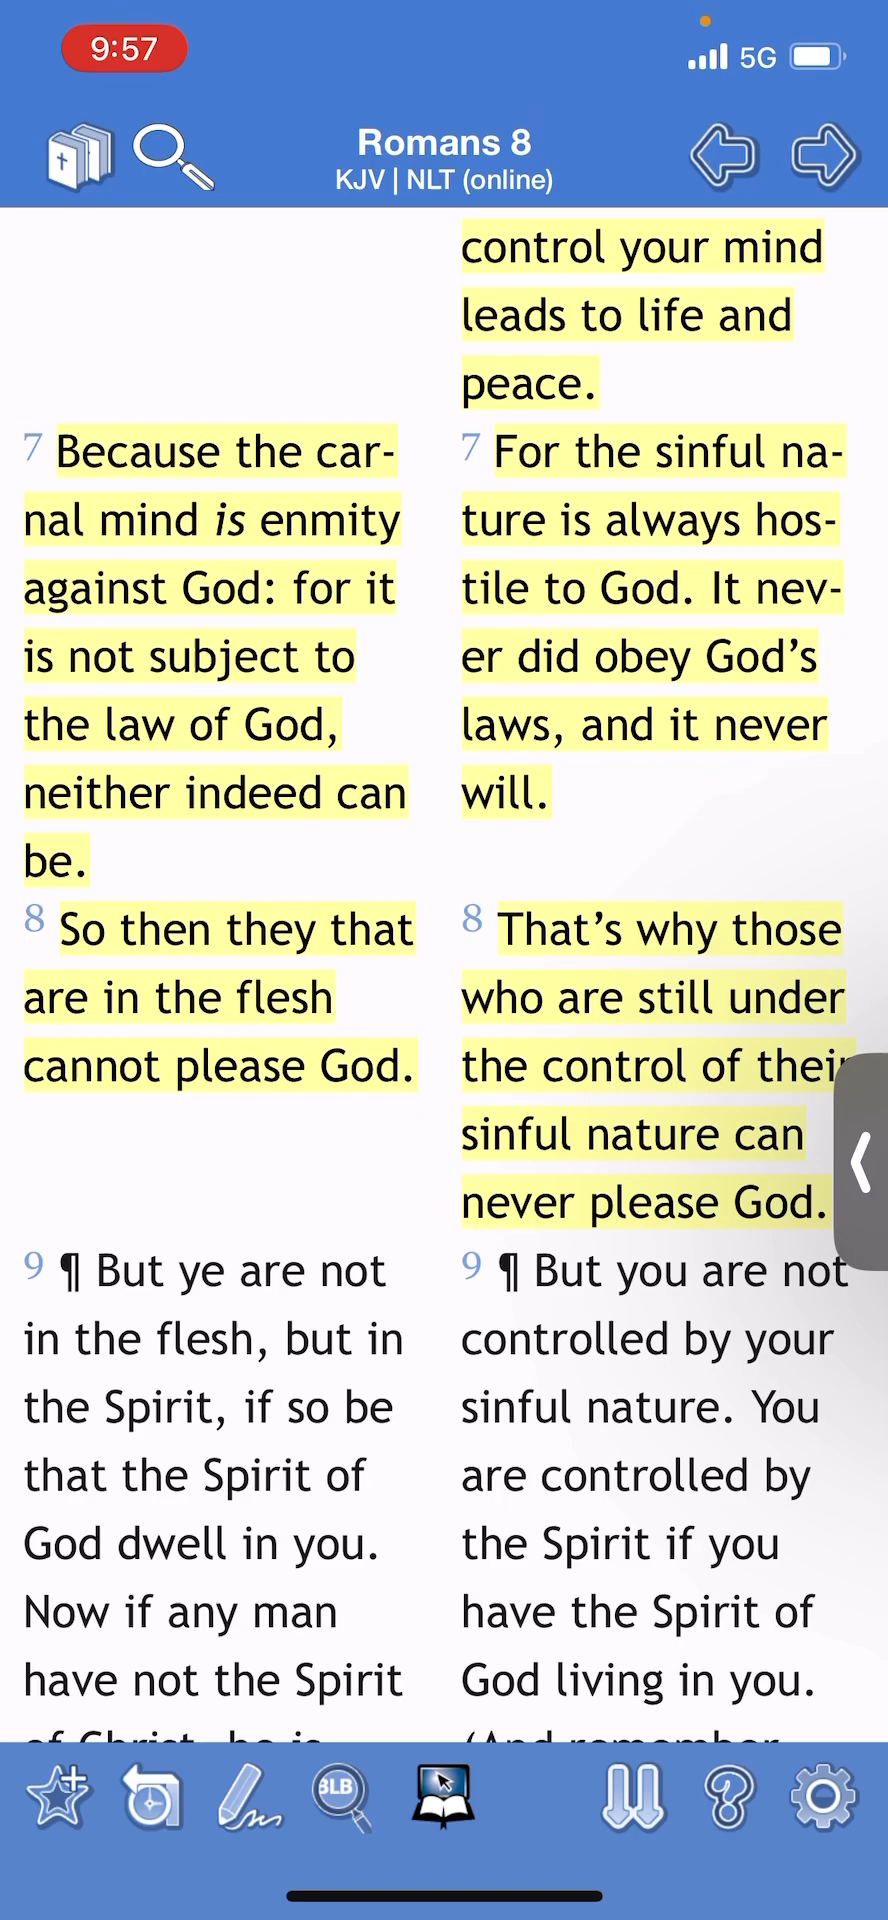 9:57
5G
Romans 8
KJV | NLT (online)
control your mind
leads to life and
peace.
7 Because the car-
nal mind is enmity
against God: for it
is not subject to
the law of God,
neither indeed can
be.
7 For the sinful na-
ture is always hos-
tile to God. It nev-
er did obey God’s
laws, and it never
will.
8 So then they that
are in the flesh
cannot please God.
8 That’s why those
who are still under
the control of their
sinful nature can
never please God.
9 ¶ But ye are not
in the flesh, but in
the Spirit, if so be
that the Spirit of
God dwell in you.
Now if any man
have not the Spirit
of Christ, he is
9 ¶ But you are not
controlled by your
sinful nature. You
are controlled by
the Spirit if you
have the Spirit of
God living in you.
(And remember
BLB